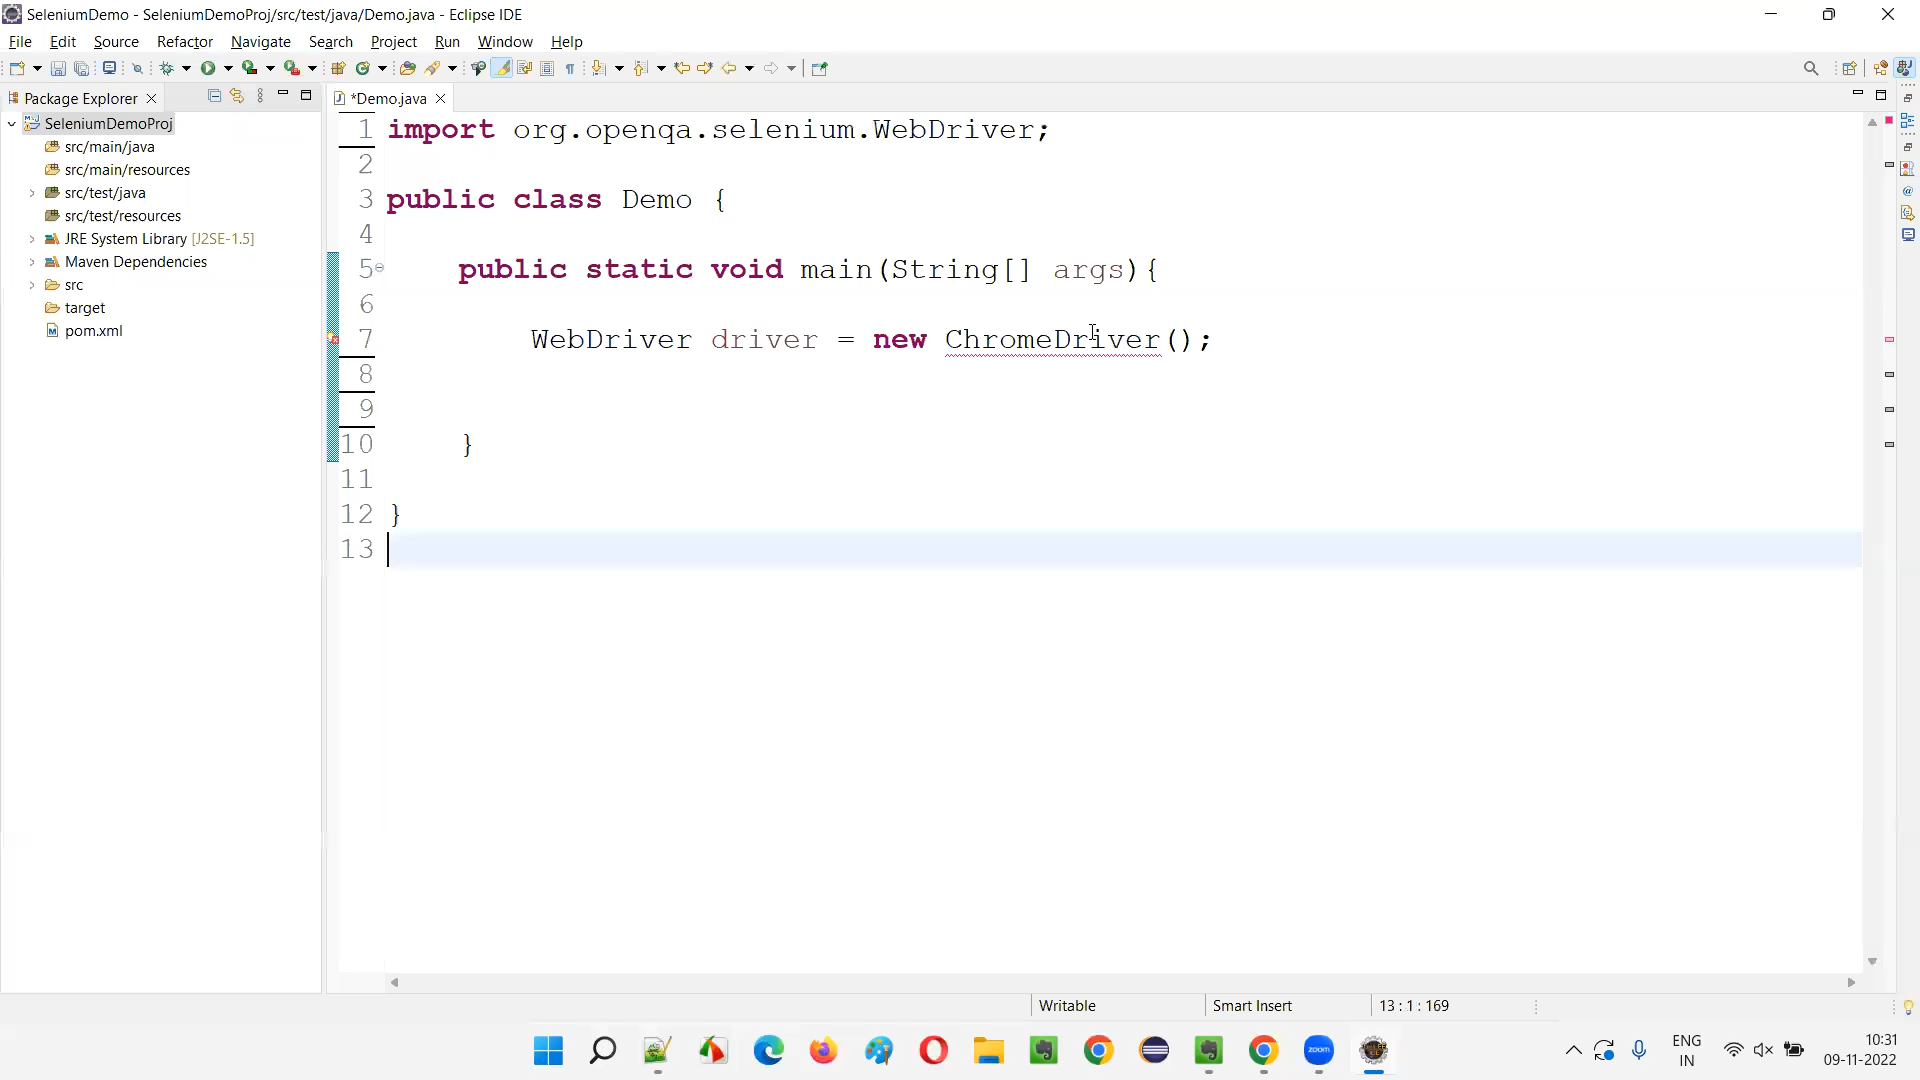 SeleniumDemo - SeleniumDemoProj/src/test/java/Demo.java - Eclipse IDE
File Edit Source Refactor Navigate Search Project Run Window Help
Package Explorer
*Demo.java
SeleniumDemoProj
src/main/java
src/main/resources
src/test/java
src/test/resources
JRE System Library [J2SE-1.5]
Maven Dependencies
src
target
pom.xml
1 import org.openqa.selenium.WebDriver;
2
3 public class Demo {
4
5 public static void main(String[] args){
6
7 WebDriver driver = new ChromeDriver();
8
9
10 }
11
12 }
13
Writable Smart Insert 13 : 1 : 169
zoom
ENG
IN
10:31
09-11-2022